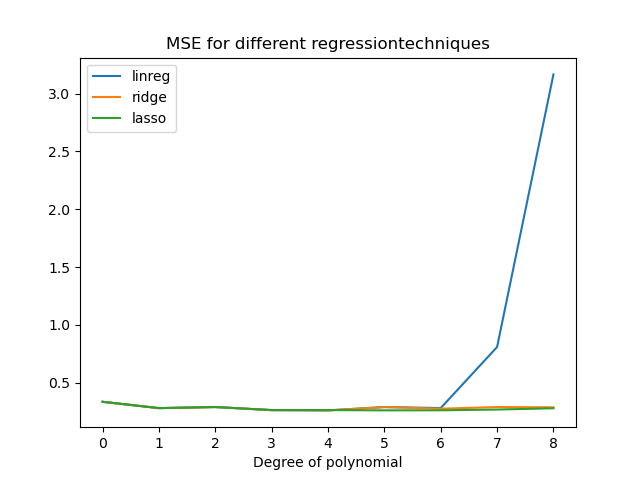 MSE for different regressiontechniques
linreg
ridge
lasso
3.0
2.5
2.0
1.5
1.0
0.5
0 1 2 3 4 5 6 7 8
Degree of polynomial